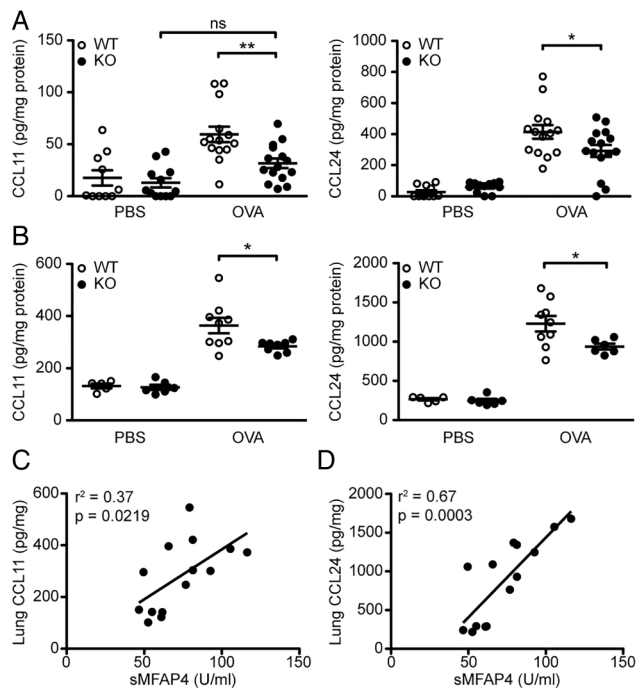 A
ns
WT
KO
**
CCL11 (pg/mg protein)
150
100
50
0
PBS
OVA
WT
KO
*
CCL24 (pg/mg protein)
1000
800
600
400
200
0
PBS
OVA
B
WT
KO
*
CCL11 (pg/mg protein)
600
400
200
0
PBS
OVA
WT
KO
*
CCL24 (pg/mg protein)
2000
1500
1000
500
0
PBS
OVA
C
r² = 0.37
p = 0.0219
Lung CCL11 (pg/mg)
600
400
200
0
0 50 100 150
sMFAP4 (U/ml)
D
r² = 0.67
p = 0.0003
Lung CCL24 (pg/mg)
2000
1500
1000
500
0
0 50 100 150
sMFAP4 (U/ml)